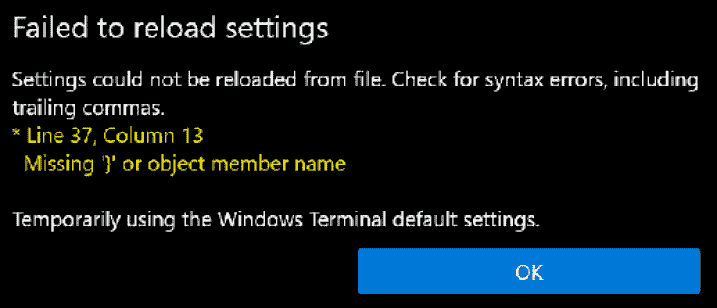 Failed to reload settings
Settings could not be reloaded from file. Check for syntax errors, including
trailing commas.
* Line 37, Column 13
Missing '}' or object member name
Temporarily using the Windows Terminal default settings.
OK